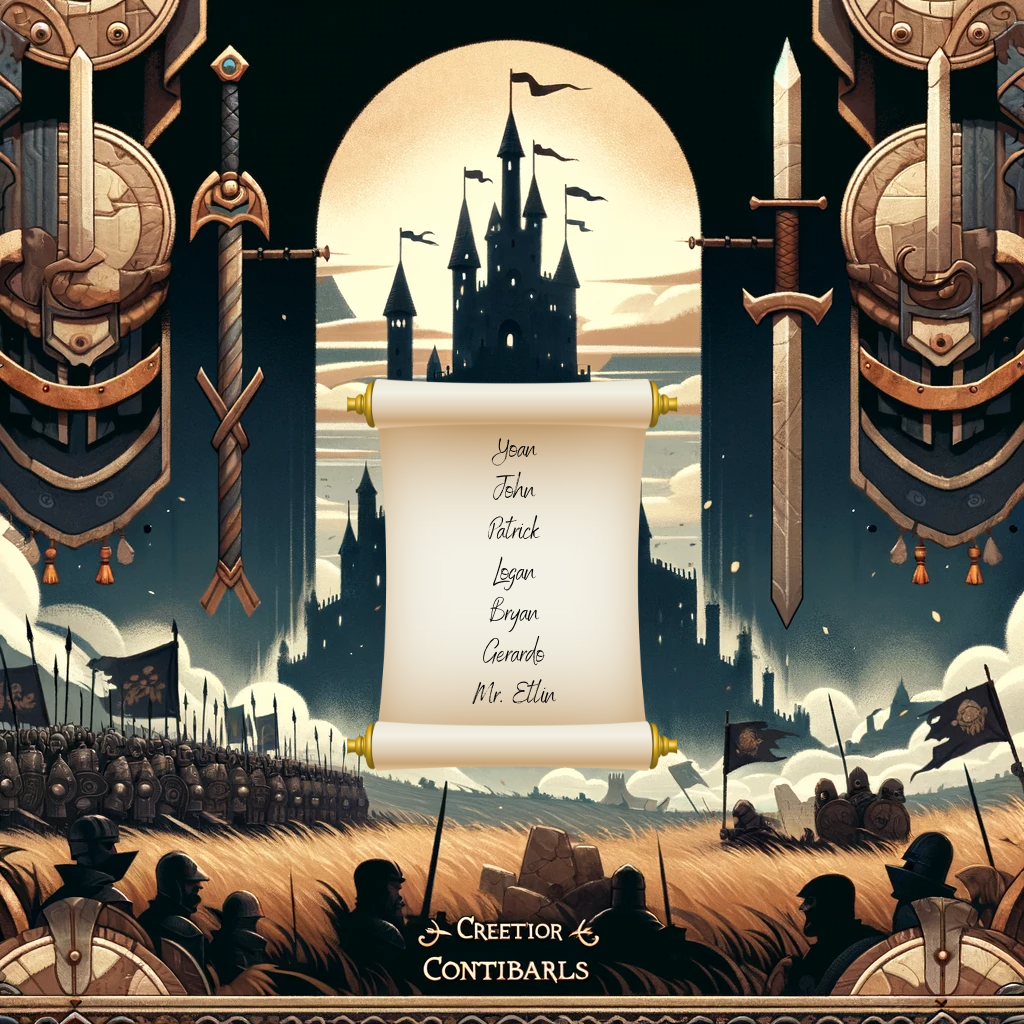 Yoan
John
Patrick
Logan
Bryan
Gerardo
Mr. Etlin
Creetior
Contibarls